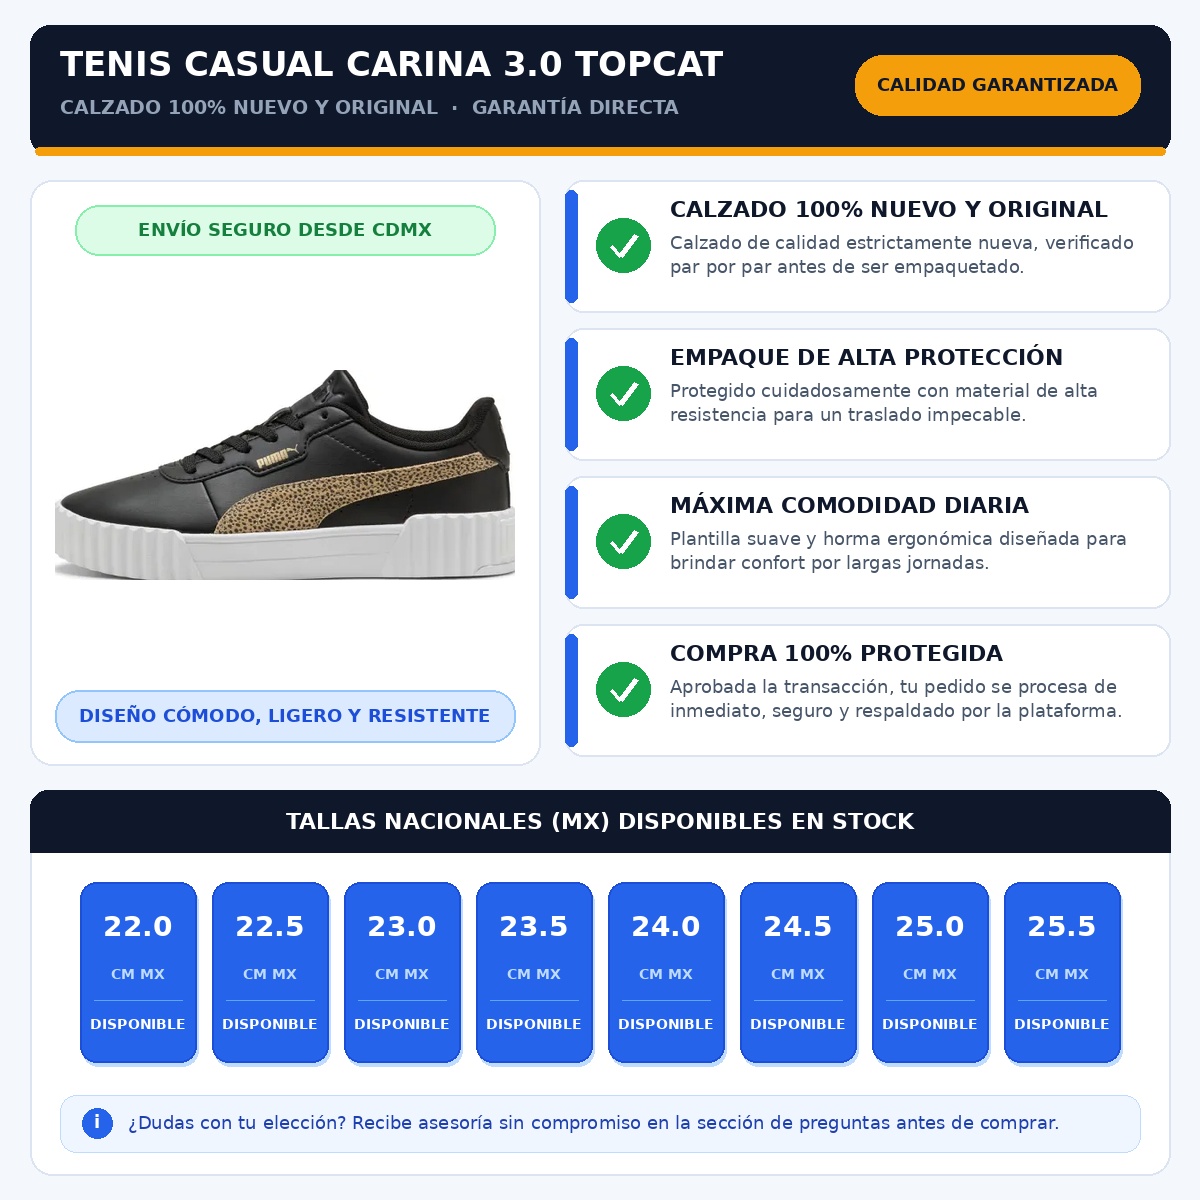 TENIS CASUAL CARINA 3.0 TOPCAT
CALZADO 100% NUEVO Y ORIGINAL · GARANTÍA DIRECTA
CALIDAD GARANTIZADA
ENVÍO SEGURO DESDE CDMX
PUMA
DISEÑO CÓMODO, LIGERO Y RESISTENTE
CALZADO 100% NUEVO Y ORIGINAL
Calzado de calidad estrictamente nueva, verificado
par por par antes de ser empaquetado.
EMPAQUE DE ALTA PROTECCIÓN
Protegido cuidadosamente con material de alta
resistencia para un traslado impecable.
MÁXIMA COMODIDAD DIARIA
Plantilla suave y horma ergonómica diseñada para
brindar confort por largas jornadas.
COMPRA 100% PROTEGIDA
Aprobada la transacción, tu pedido se procesa de
inmediato, seguro y respaldado por la plataforma.
TALLAS NACIONALES (MX) DISPONIBLES EN STOCK
22.0 22.5 23.0 23.5 24.0 24.5 25.0 25.5
CM MX CM MX CM MX CM MX CM MX CM MX CM MX CM MX
DISPONIBLE DISPONIBLE DISPONIBLE DISPONIBLE DISPONIBLE DISPONIBLE DISPONIBLE DISPONIBLE
i ¿Dudas con tu elección? Recibe asesoría sin compromiso en la sección de preguntas antes de comprar.